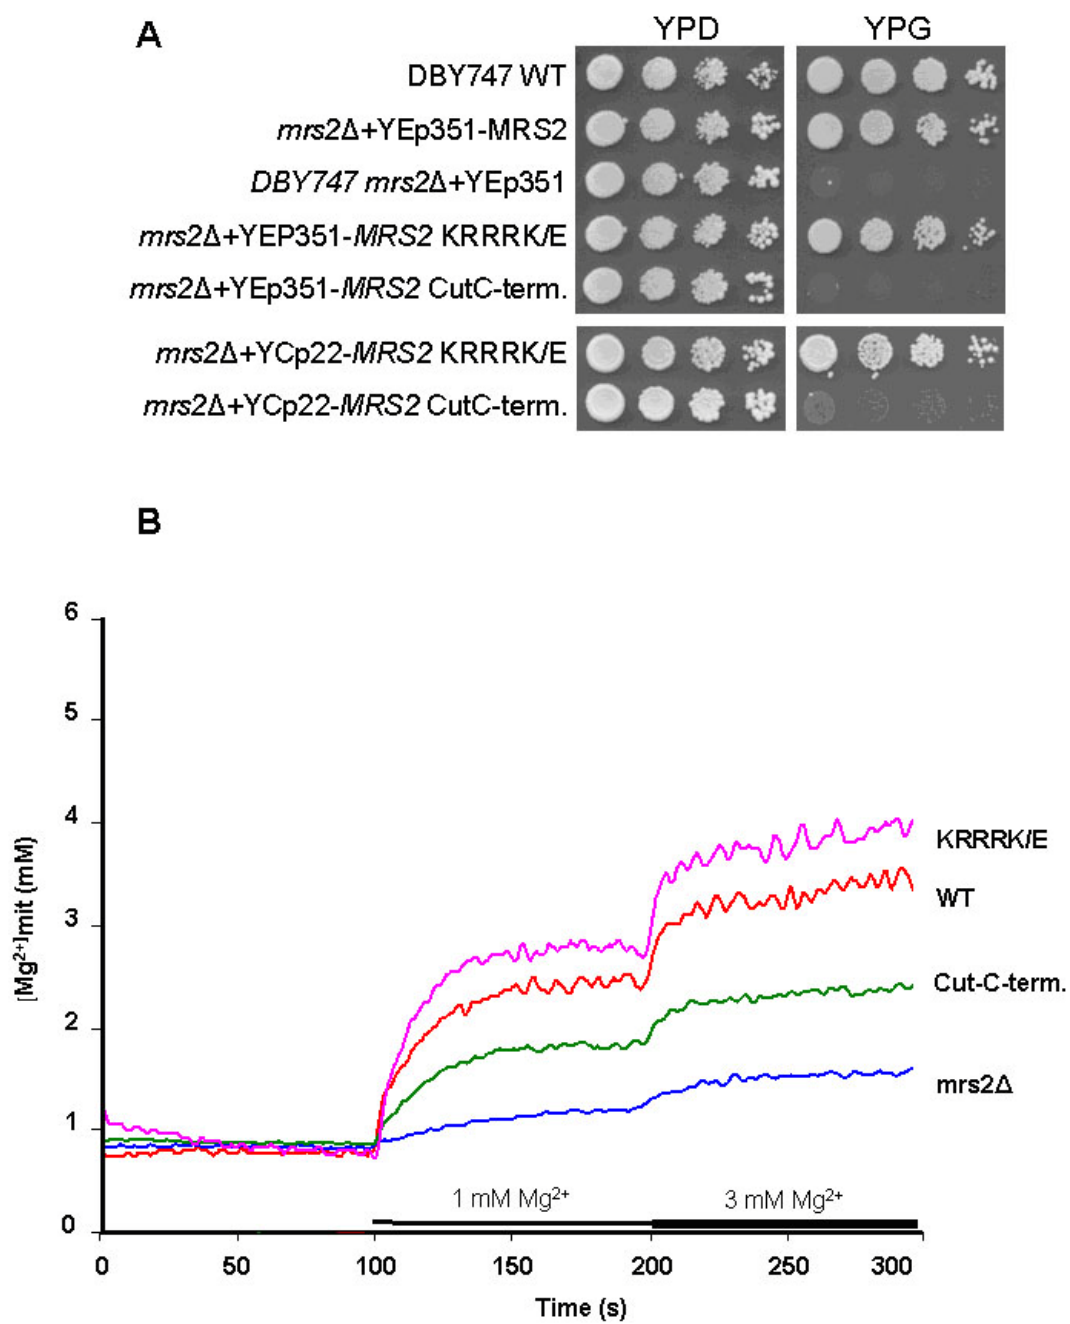 A
YPD YPG
DBY747 WT
mrs2Δ+YEp351-MRS2
DBY747 mrs2Δ+YEp351
mrs2Δ+YEP351-MRS2 KRRRK/E
mrs2Δ+YEp351-MRS2 CutC-term.
mrs2Δ+YCp22-MRS2 KRRRK/E
mrs2Δ+YCp22-MRS2 CutC-term.
B
6
5
4
3
2
1
0
[Mg²⁺]mit (mM)
KRRRK/E
WT
Cut-C-term.
mrs2Δ
1 mM Mg²⁺ 3 mM Mg²⁺
0 50 100 150 200 250 300
Time (s)